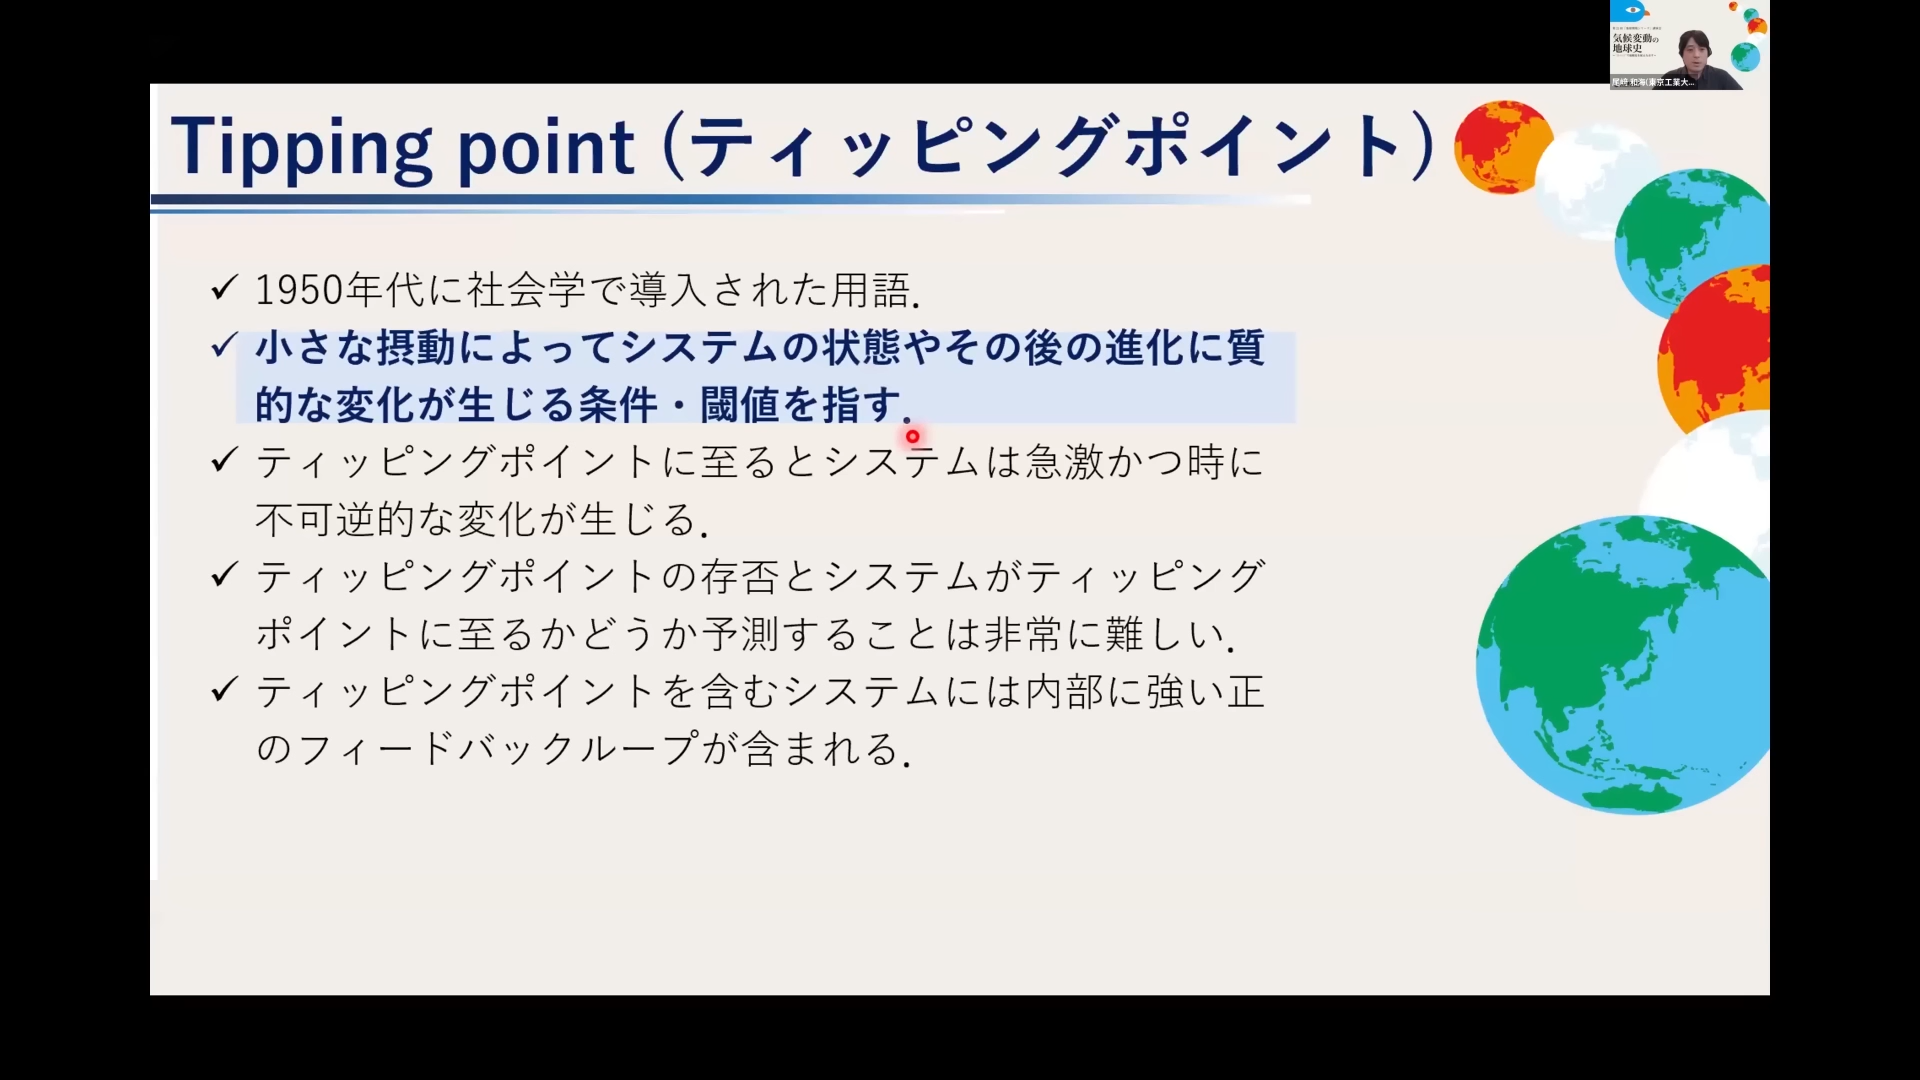 気候変動の
地球史
尾﨑 和海(東京工業大...
Tipping point (ティッピングポイント)
✓ 1950年代に社会学で導入された用語.
✓ 小さな摂動によってシステムの状態やその後の進化に質
的な変化が生じる条件・閾値を指す.
✓ ティッピングポイントに至るとシステムは急激かつ時に
不可逆的な変化が生じる.
✓ ティッピングポイントの存否とシステムがティッピング
ポイントに至るかどうか予測することは非常に難しい.
✓ ティッピングポイントを含むシステムには内部に強い正
のフィードバックループが含まれる.